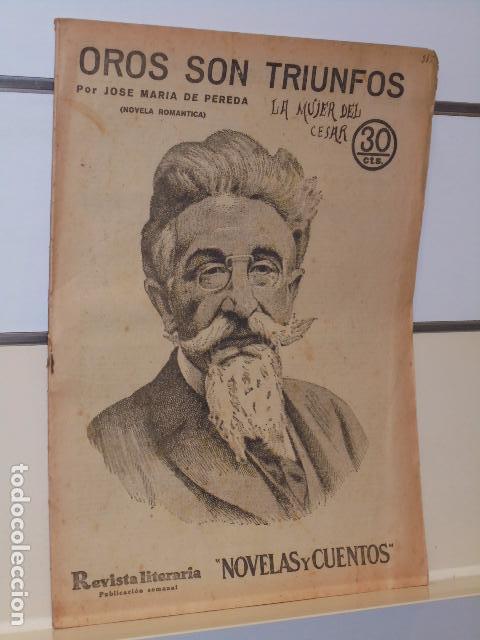 OROS SON TRIUNFOS
Por JOSE MARIA DE PEREDA
(NOVELA ROMANTICA)
LA MUJER DEL
CESAR
30
cts.
Revista literaria
Publicación semanal
"NOVELAS Y CUENTOS"
todocoleccion.net